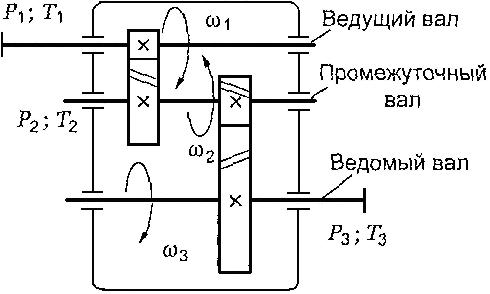 P1; T1
ω1
Ведущий вал
Промежуточный
вал
P2; T2
ω2
Ведомый вал
P3; T3
ω3